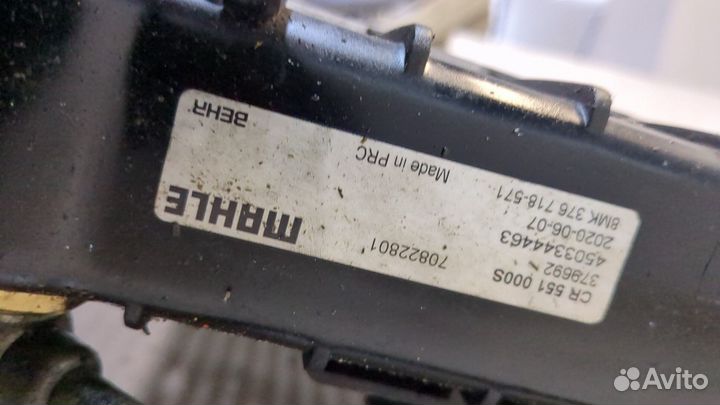 CR 551 000S
379692
4503344463
2020-06-07
8MK 376 718-571
MAHLE
70822801
Made in PRC
BEHR
Avito